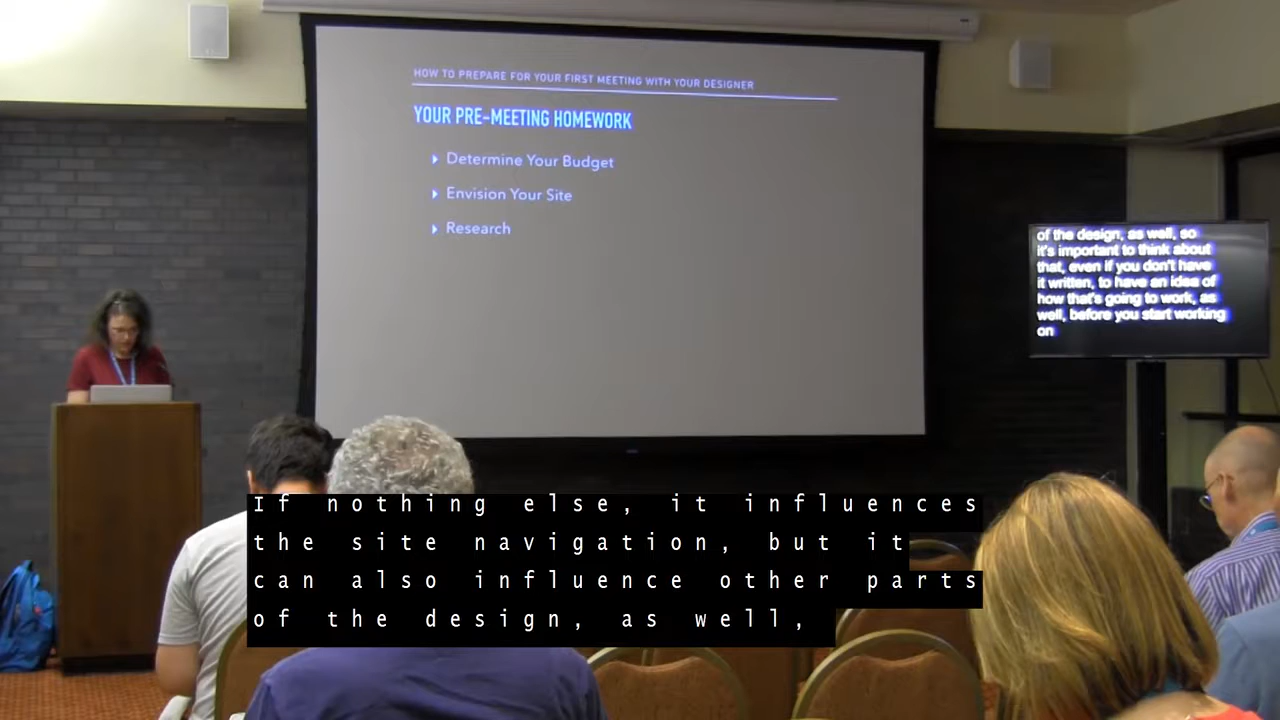 HOW TO PREPARE FOR YOUR FIRST MEETING WITH YOUR DESIGNER
YOUR PRE-MEETING HOMEWORK
Determine Your Budget
Envision Your Site
Research
of the design, as well, so
it's important to think about
that, even if you don't have
it written, to have an idea of
how that's going to work, as
well, before you start working
on
If nothing else, it influences
the site navigation, but it
can also influence other parts
of the design, as well,